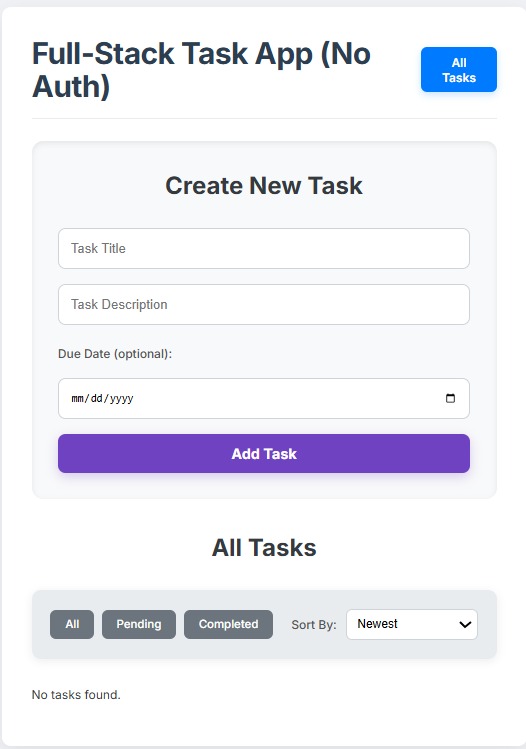 Full-Stack Task App (No
Auth)
All
Tasks
Create New Task
Task Title
Task Description
Due Date (optional):
mm/dd/yyyy
Add Task
All Tasks
All Pending Completed Sort By: Newest
No tasks found.